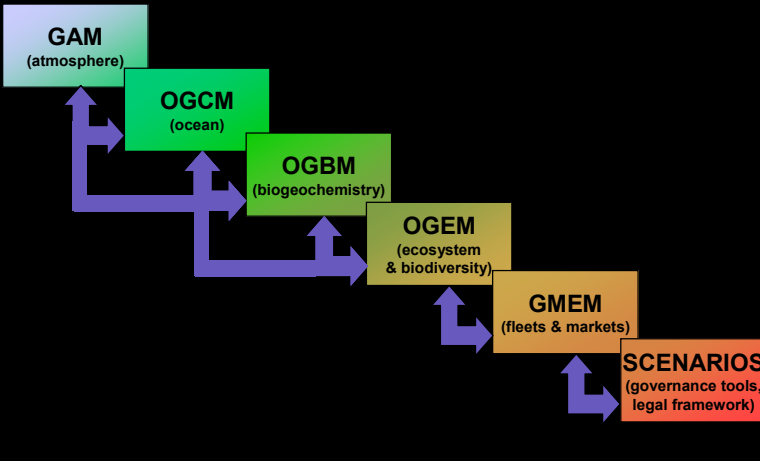 GAM
(atmosphere)
OGCM
(ocean)
OGBM
(biogeochemistry)
OGEM
(ecosystem
& biodiversity)
GMEM
(fleets & markets)
SCENARIOS
(governance tools,
legal framework)